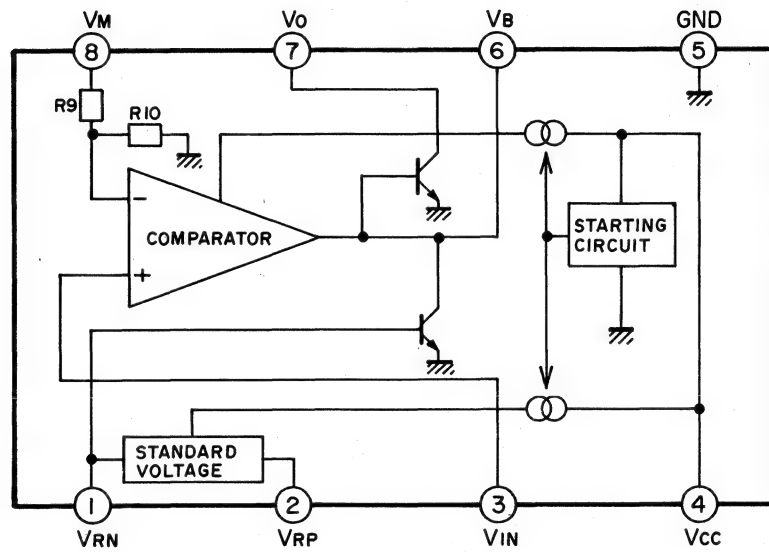 VM VO VB GND
8 7 6 5
R9
R10
−
COMPARATOR
+
STARTING
CIRCUIT
STANDARD
VOLTAGE
1 2 3 4
VRN VRP VIN VCC